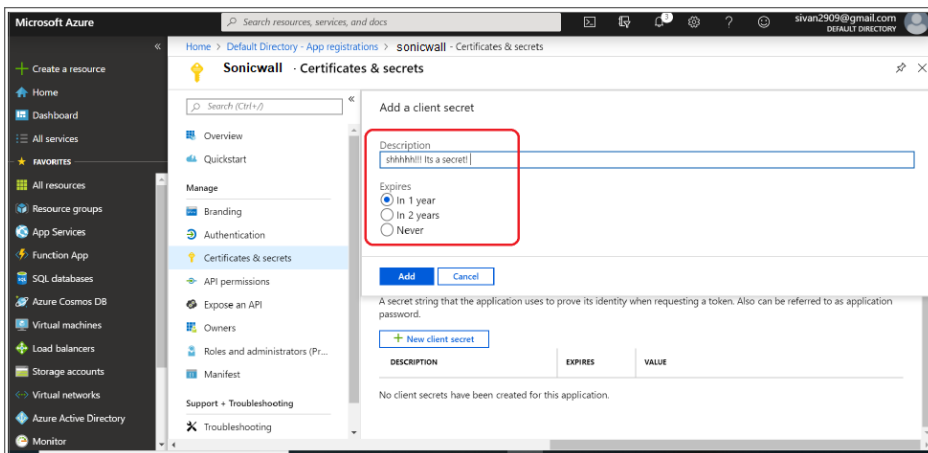 Microsoft Azure
Search resources, services, and docs
3
sivan2909@gmail.com
DEFAULT DIRECTORY
Create a resource
Home
Dashboard
All services
FAVORITES
All resources
Resource groups
App Services
Function App
SQL databases
Azure Cosmos DB
Virtual machines
Load balancers
Storage accounts
Virtual networks
Azure Active Directory
Monitor
Home > Default Directory - App registrations > sonicwall - Certificates & secrets
Sonicwall - Certificates & secrets
Search (Ctrl+/)
Overview
Quickstart
Manage
Branding
Authentication
Certificates & secrets
API permissions
Expose an API
Owners
Roles and administrators (Pr...
Manifest
Support + Troubleshooting
Troubleshooting
Add a client secret
Description
shhhhh!!! Its a secret!
Expires
In 1 year
In 2 years
Never
Add Cancel
A secret string that the application uses to prove its identity when requesting a token. Also can be referred to as application
password.
New client secret
DESCRIPTION EXPIRES VALUE
No client secrets have been created for this application.